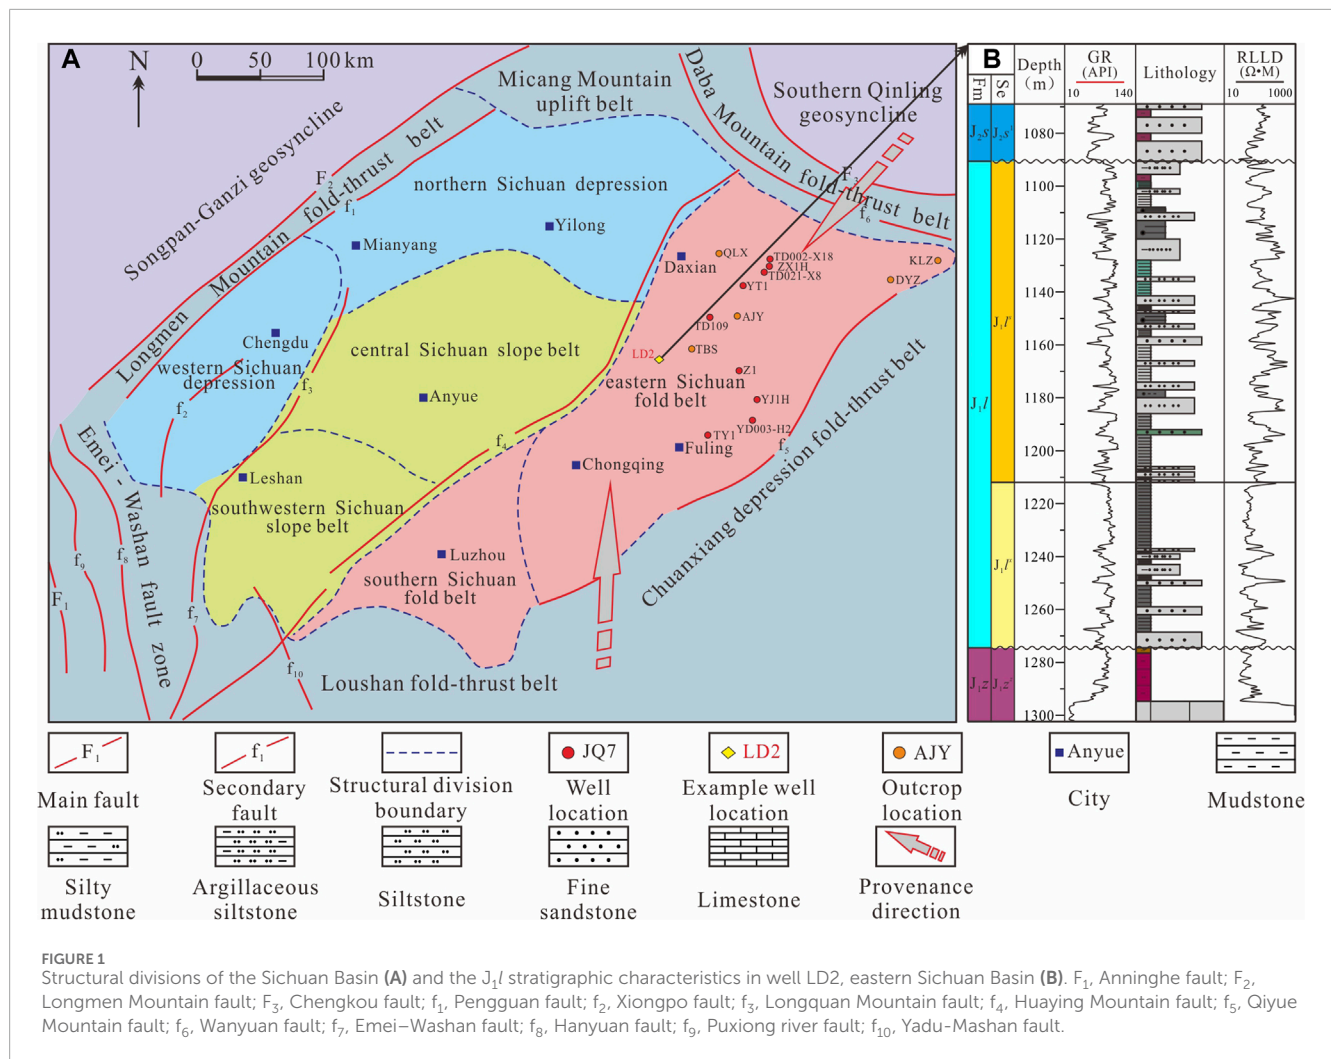 A
N
0 50 100 km
Songpan-Ganzi geosyncline
Longmen Mountain fold-thrust belt
Micang Mountain
uplift belt
Daba Mountain fold-thrust belt
Southern Qinling
geosyncline
F2
f1
F3
f6
northern Sichuan depression
Yilong
Mianyang
Daxian
QLX
TD002-X18
ZX1H
TD021-X8
KLZ
DYZ
YT1
AJY
TD109
TBS
LD2
Chengdu
western Sichuan
depression
f2
f3
central Sichuan slope belt
Anyue
eastern Sichuan
fold belt
Z1
YJ1H
YD003-H2
TY1
Fuling
f5
f4
Chongqing
Chuanxiang depression fold-thrust belt
Emei-Washan fault zone
Leshan
southwestern Sichuan
slope belt
Luzhou
southern Sichuan
fold belt
f9
f8
F1
f7
f10
Loushan fold-thrust belt
B
Fm
Se
Depth
(m)
GR
(API)
10 140
Lithology
RLLD
(Ω•M)
10 1000
J2s
1080
1100
1120
1140
1160
1180
1200
1220
1240
1260
1280
1300
J1l
J1z
F1
Main fault
f1
Secondary
fault
Structural division
boundary
JQ7
Well
location
LD2
Example well
location
AJY
Outcrop
location
Anyue
City
Mudstone
Silty
mudstone
Argillaceous
siltstone
Siltstone
Fine
sandstone
Limestone
Provenance
direction
FIGURE 1
Structural divisions of the Sichuan Basin (A) and the J1l stratigraphic characteristics in well LD2, eastern Sichuan Basin (B). F1, Anninghe fault; F2,
Longmen Mountain fault; F3, Chengkou fault; f1, Pengguan fault; f2, Xiongpo fault; f3, Longquan Mountain fault; f4, Huaying Mountain fault; f5, Qiyue
Mountain fault; f6, Wanyuan fault; f7, Emei–Washan fault; f8, Hanyuan fault; f9, Puxiong river fault; f10, Yadu-Mashan fault.